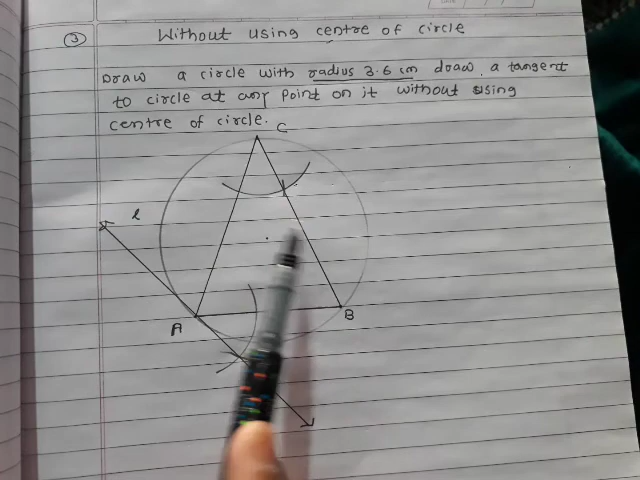 3
Without using centre of circle
Draw a circle with radius 3.6 cm draw a tangent
to circle at any point on it without using
centre of circle.
C
l
A
B